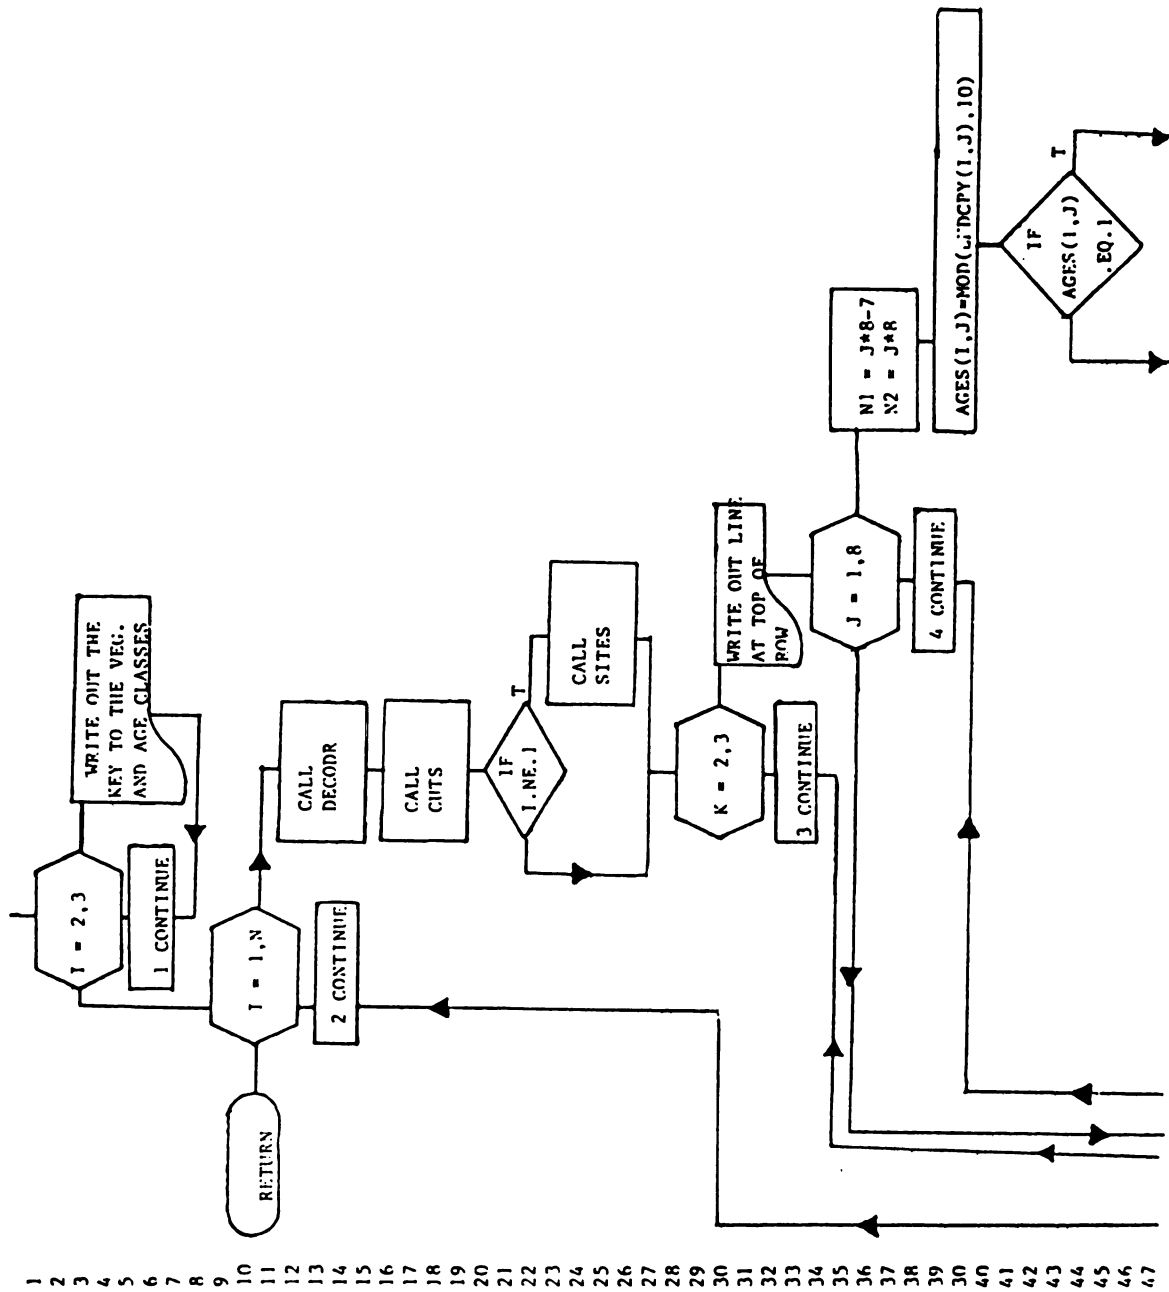 1
2
3
4
5
6
7
8
9
10
11
12
13
14
15
16
17
18
19
20
21
22
23
24
25
26
27
28
29
30
31
32
33
34
35
36
37
38
39
30
40
41
42
43
44
45
46
47
I = 2,3
WRITE OUT THE
KEY TO THE VEG.
AND AGE CLASSES
1 CONTINUE
RETURN
I = 1,N
2 CONTINUE
CALL
DECODR
CALL
CUTS
IF
I.NE.1
T
CALL
SITES
K = 2,3
3 CONTINUE
WRITE OUT LINE
AT TOP OF
ROW
J = 1,8
4 CONTINUE
N1 = J*8-7
N2 = J*8
AGES(I,J)=MOD( (I,J),10)
IF
AGES(I,J)
.EQ.1
T